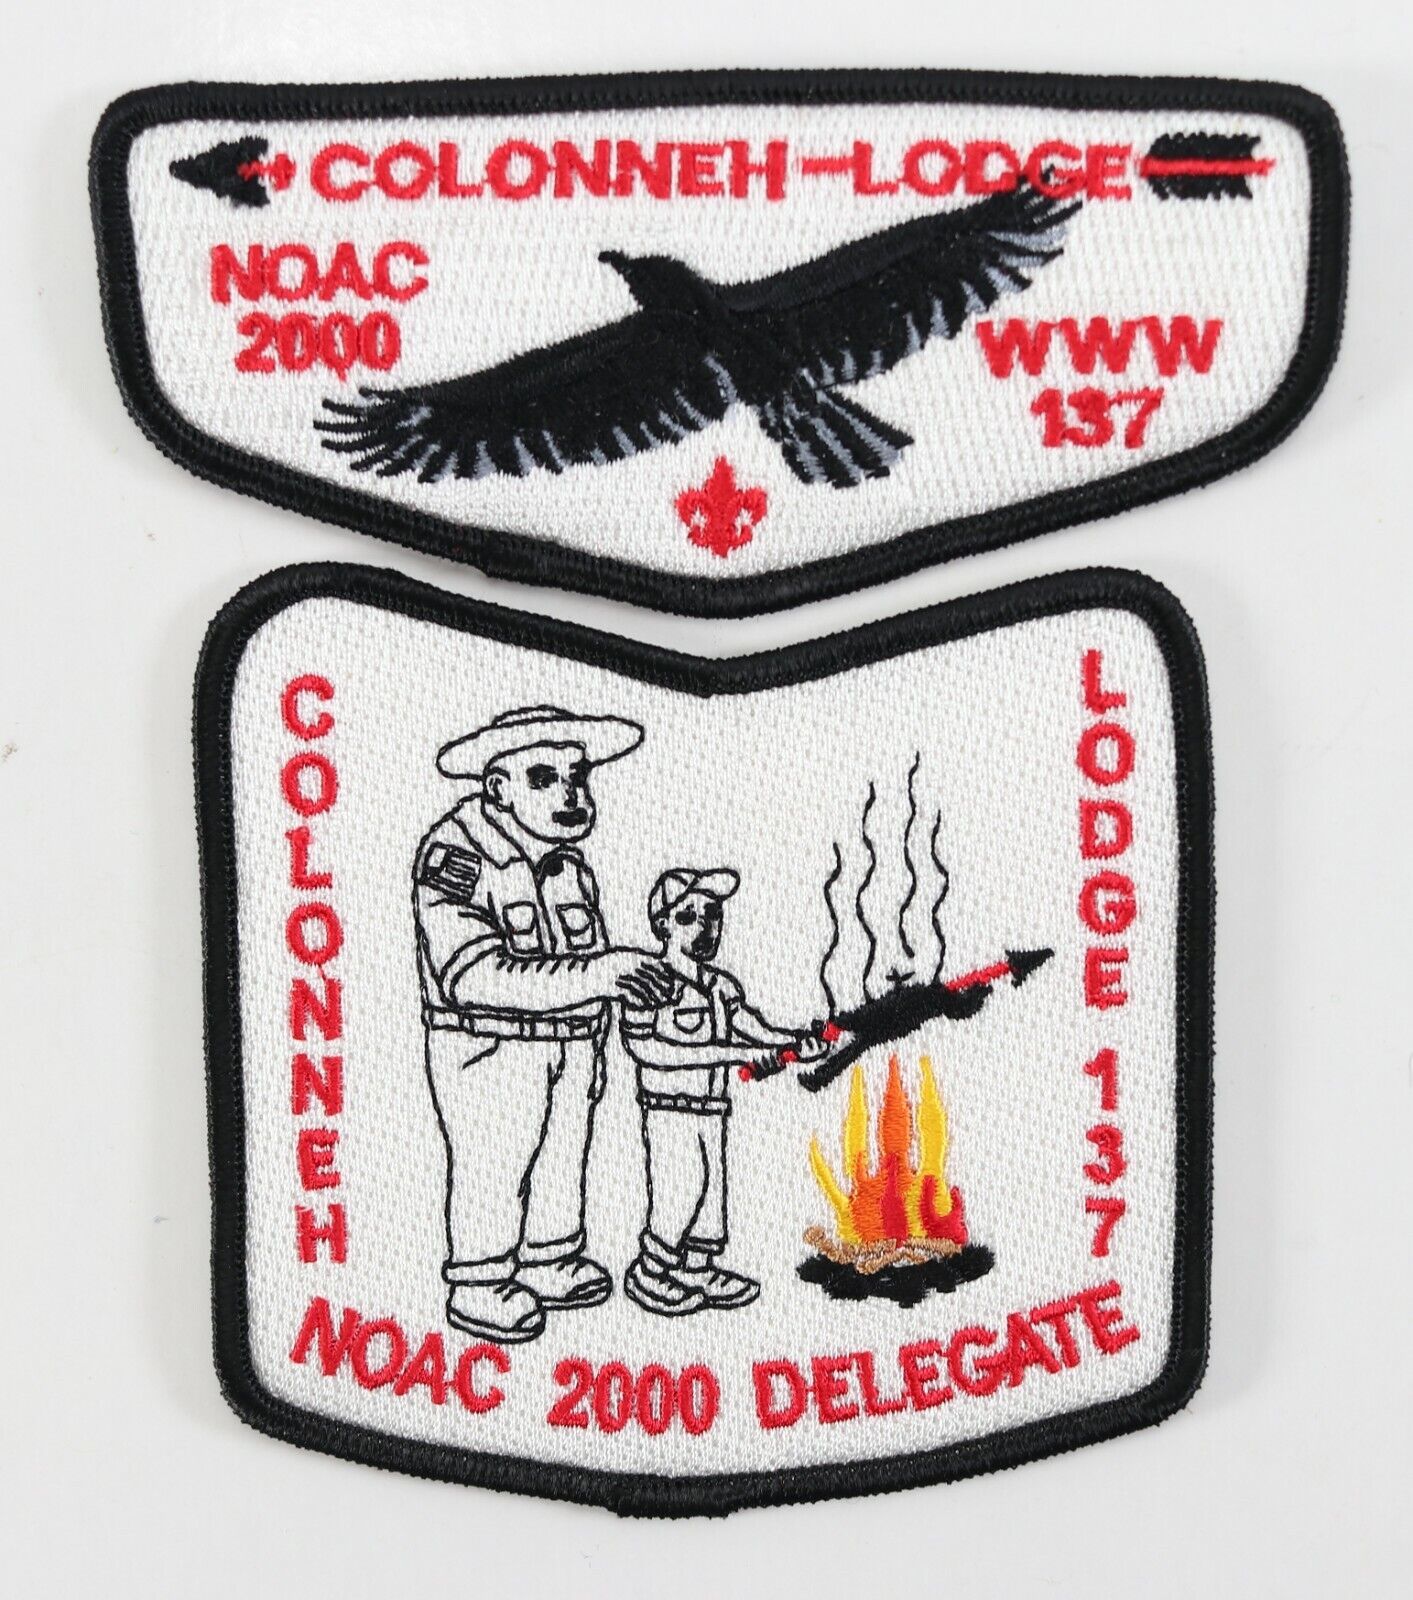 COLONNEH-LODGE
NOAC
2000
WWW
137
COLONNEH
LODGE 137
NOAC 2000 DELEGATE